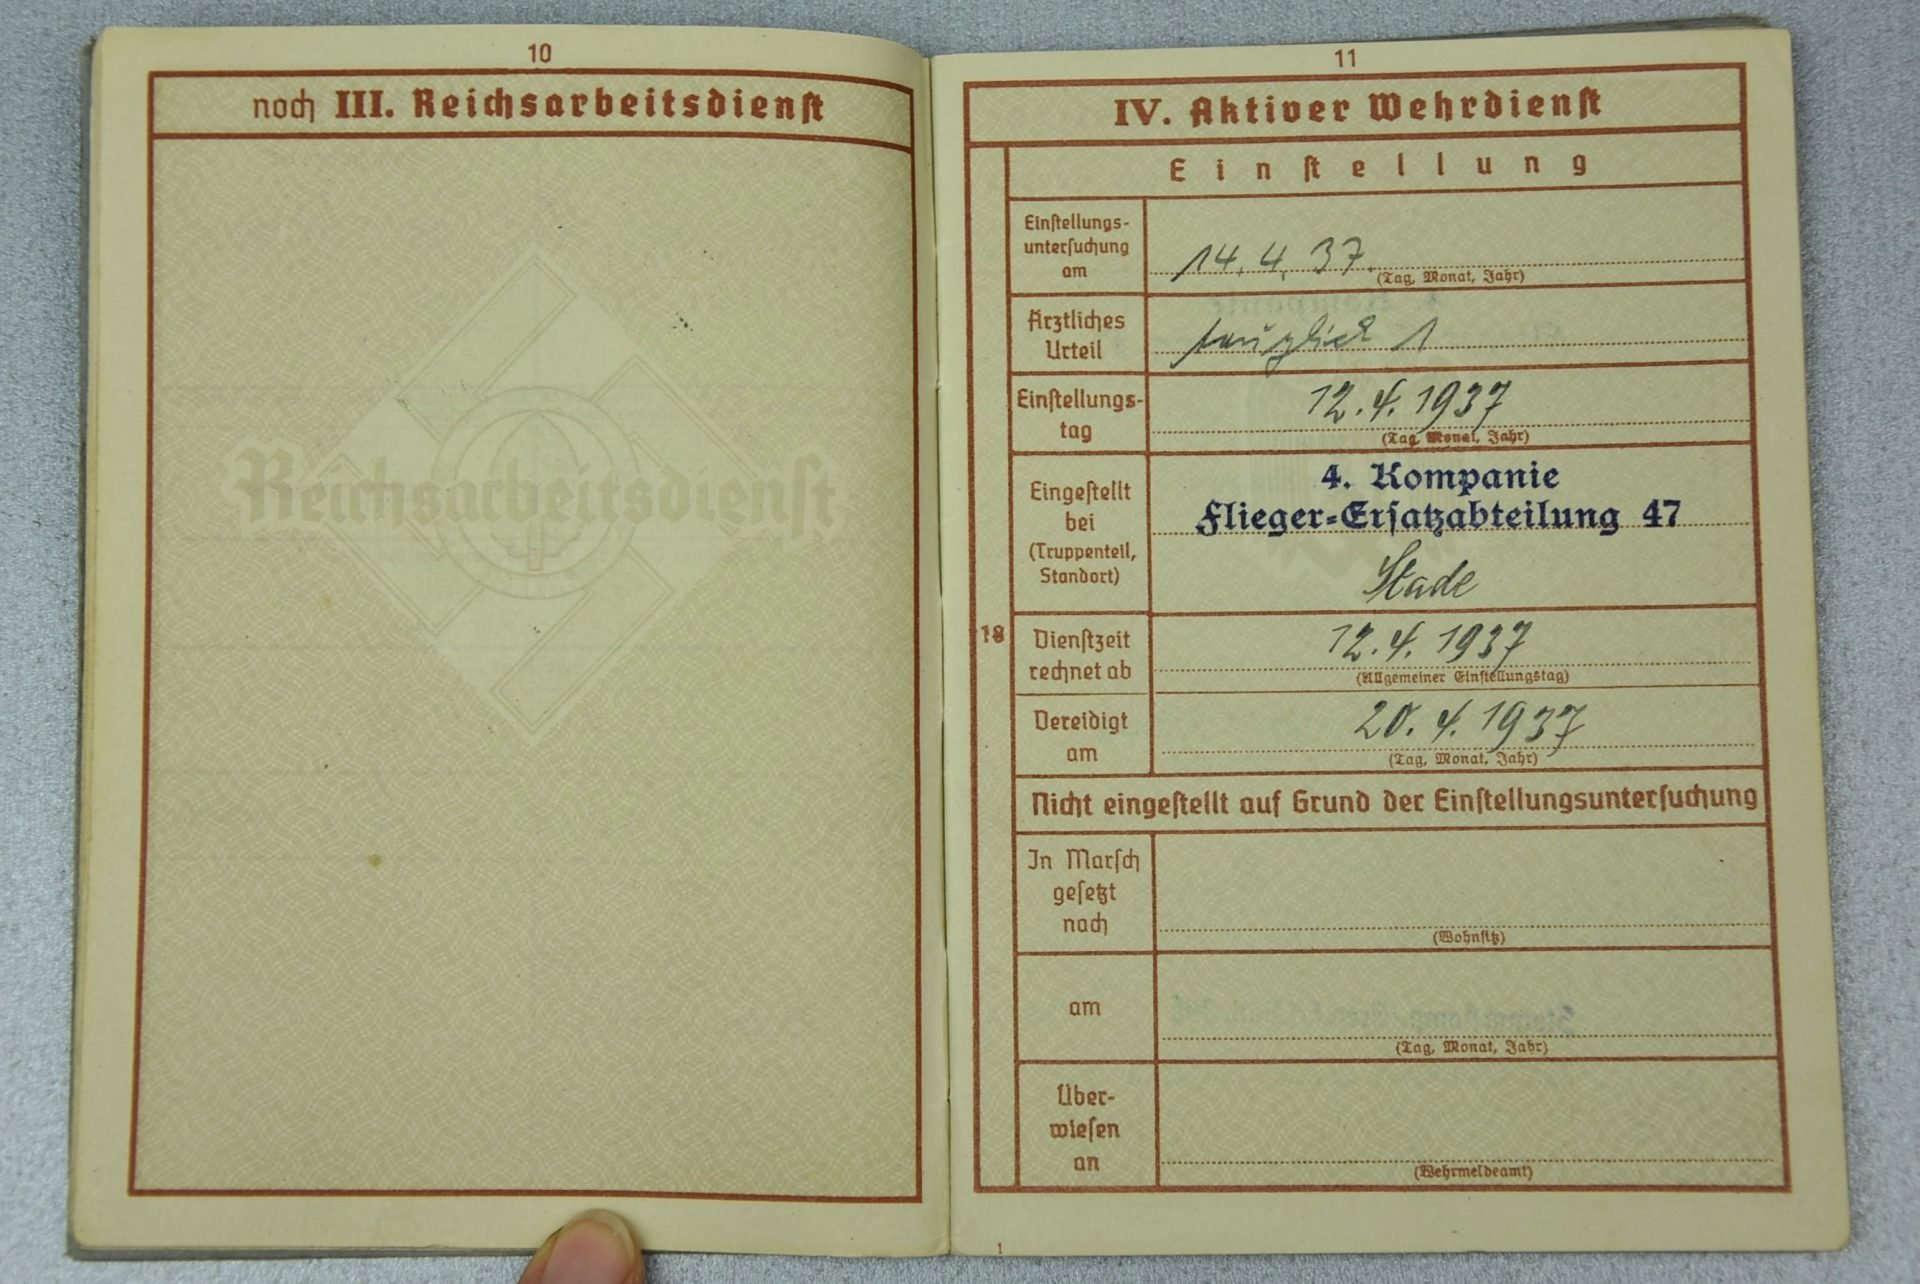 10
noch III. Reichsarbeitsdienst
Reichsarbeitsdienst
11
IV. Aktiver Wehrdienst
Einstellung
Einstellungs-
untersuchung
am
14. 4. 37.
(Tag, Monat, Jahr)
Ärztliches
Urteil
tauglich 1
Einstellungs-
tag
12. 4. 1937
(Tag, Monat, Jahr)
Eingestellt
bei
(Truppenteil,
Standort)
4. Kompanie
Flieger-Ersatzabteilung 47
Stade
18
Dienstzeit
rechnet ab
12. 4. 1937
(Allgemeiner Einstellungstag)
Vereidigt
am
20. 4. 1937
(Tag, Monat, Jahr)
Nicht eingestellt auf Grund der Einstellungsuntersuchung
In Marsch
gesetzt
nach
(Wohnsitz)
am
(Tag, Monat, Jahr)
Über-
wiesen
an
(Wehrmeldeamt)
1